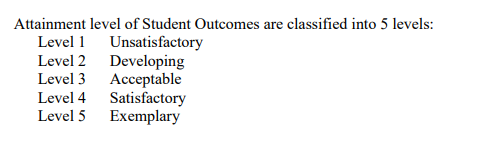 Attainment level of Student Outcomes are classified into 5 levels:
Level 1 Unsatisfactory
Level 2 Developing
Level 3 Acceptable
Level 4 Satisfactory
Level 5 Exemplary